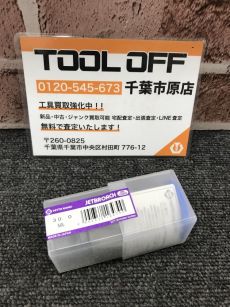 TOOL OFF
0120-545-673 千葉市原店
工具買取強化中！！
新品・中古・ジャンク買取可能 宅配査定・出張査定・LINE査定
無料で査定いたします！
〒260-0825
千葉県千葉市中央区村田町 776-12
JETBROACH